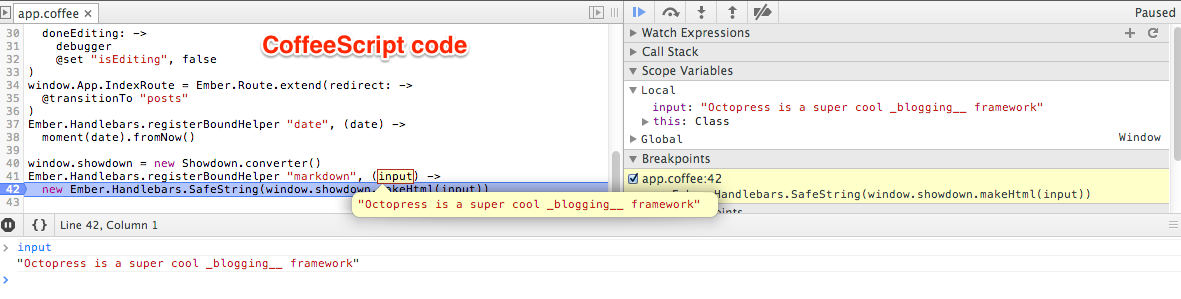 app.coffee ×
CoffeeScript code
30 doneEditing: ->
31 debugger
32 @set "isEditing", false
33 )
34 window.App.IndexRoute = Ember.Route.extend(redirect: ->
35 @transitionTo "posts"
36 )
37 Ember.Handlebars.registerBoundHelper "date", (date) ->
38 moment(date).fromNow()
39
40 window.showdown = new Showdown.converter()
41 Ember.Handlebars.registerBoundHelper "markdown", (input) ->
42 new Ember.Handlebars.SafeString(window.showdown.makeHtml(input))
43
"Octopress is a super cool _blogging__ framework"
{} Line 42, Column 1
Paused
Watch Expressions
Call Stack
Scope Variables
Local
input: "Octopress is a super cool _blogging__ framework"
this: Class
Global Window
Breakpoints
app.coffee:42
Handlebars.SafeString(window.showdown.makeHtml(input))
> input
"Octopress is a super cool _blogging__ framework"
>